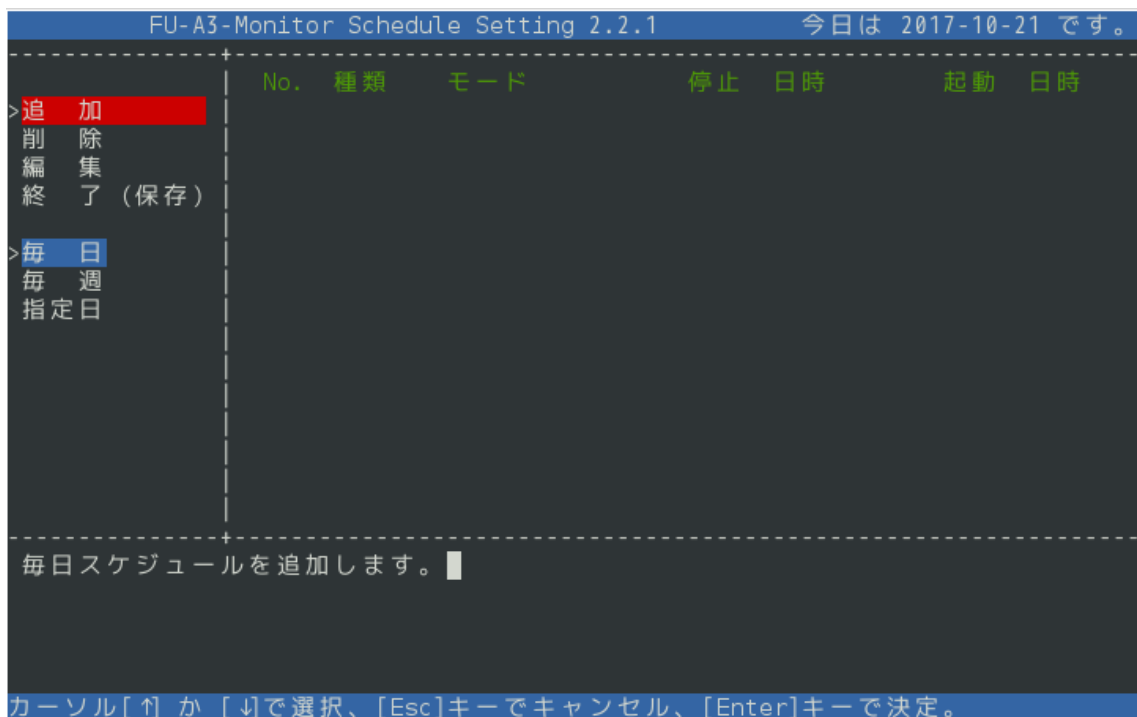 FU-A3-Monitor Schedule Setting 2.2.1 今日は 2017-10-21 です。
No. 種類 モード 停止 日時 起動 日時
>追 加
削 除
編 集
終 了 (保存)
>毎 日
毎 週
指定日
毎日スケジュールを追加します。
カーソル[↑] か [↓]で選択、[Esc]キーでキャンセル、[Enter]キーで決定。